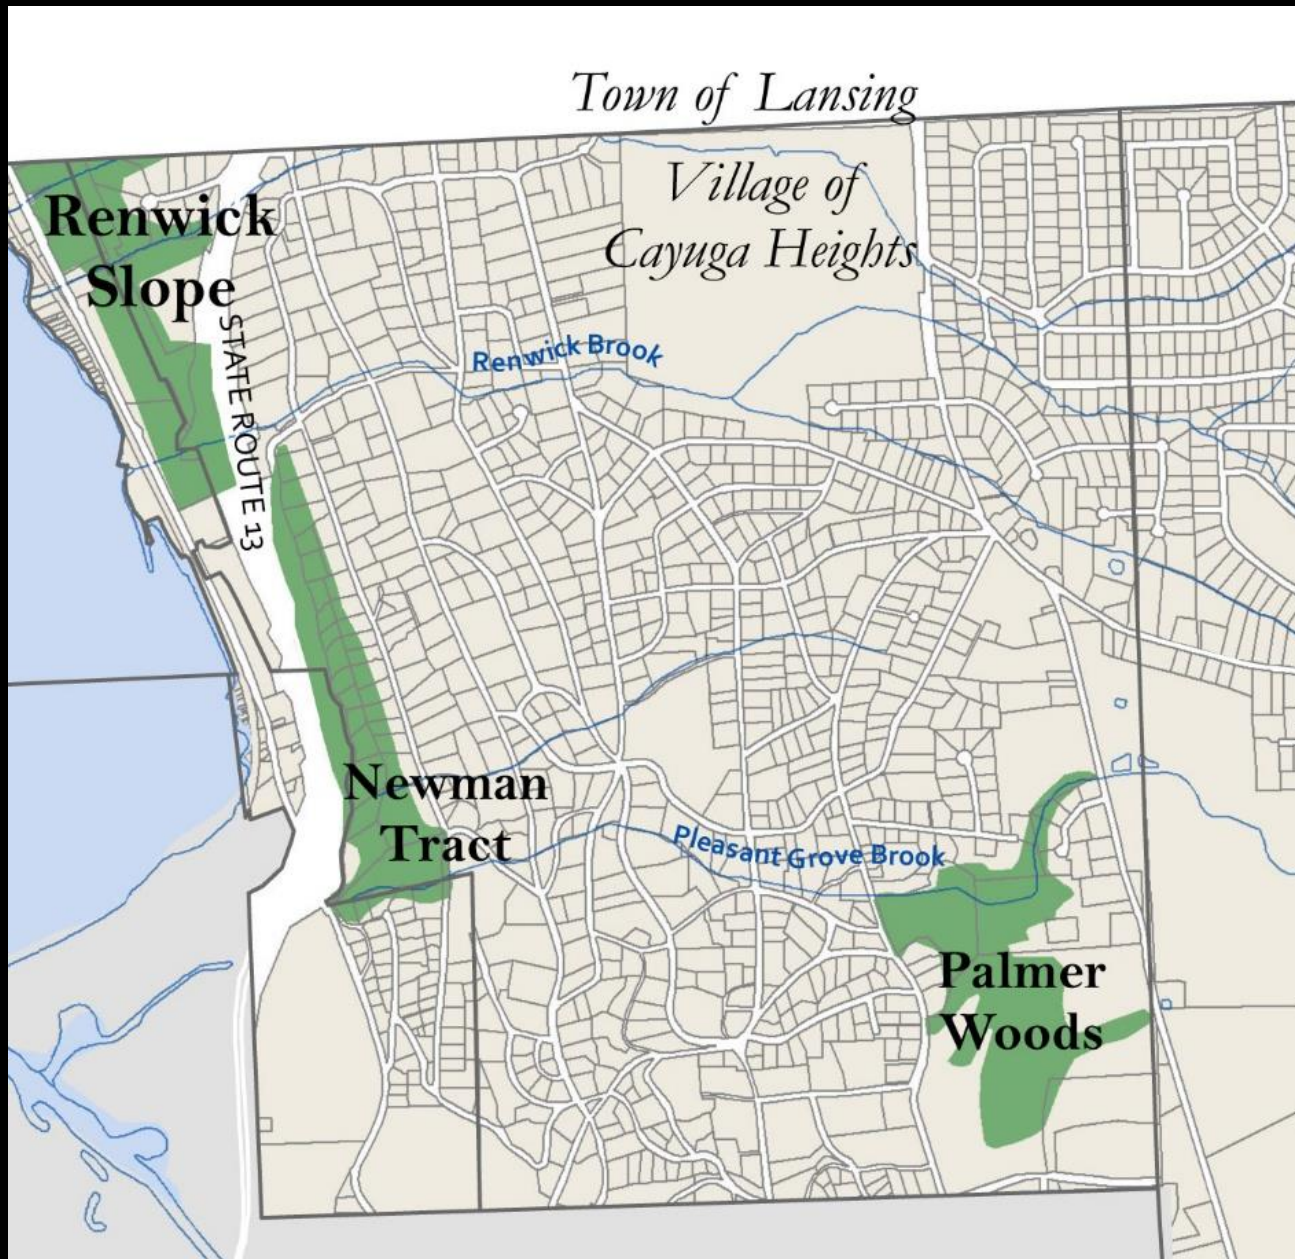 Town of Lansing
Village of
Cayuga Heights
Renwick
Slope
STATE ROUTE 13
Renwick Brook
Newman
Tract
Pleasant Grove Brook
Palmer
Woods